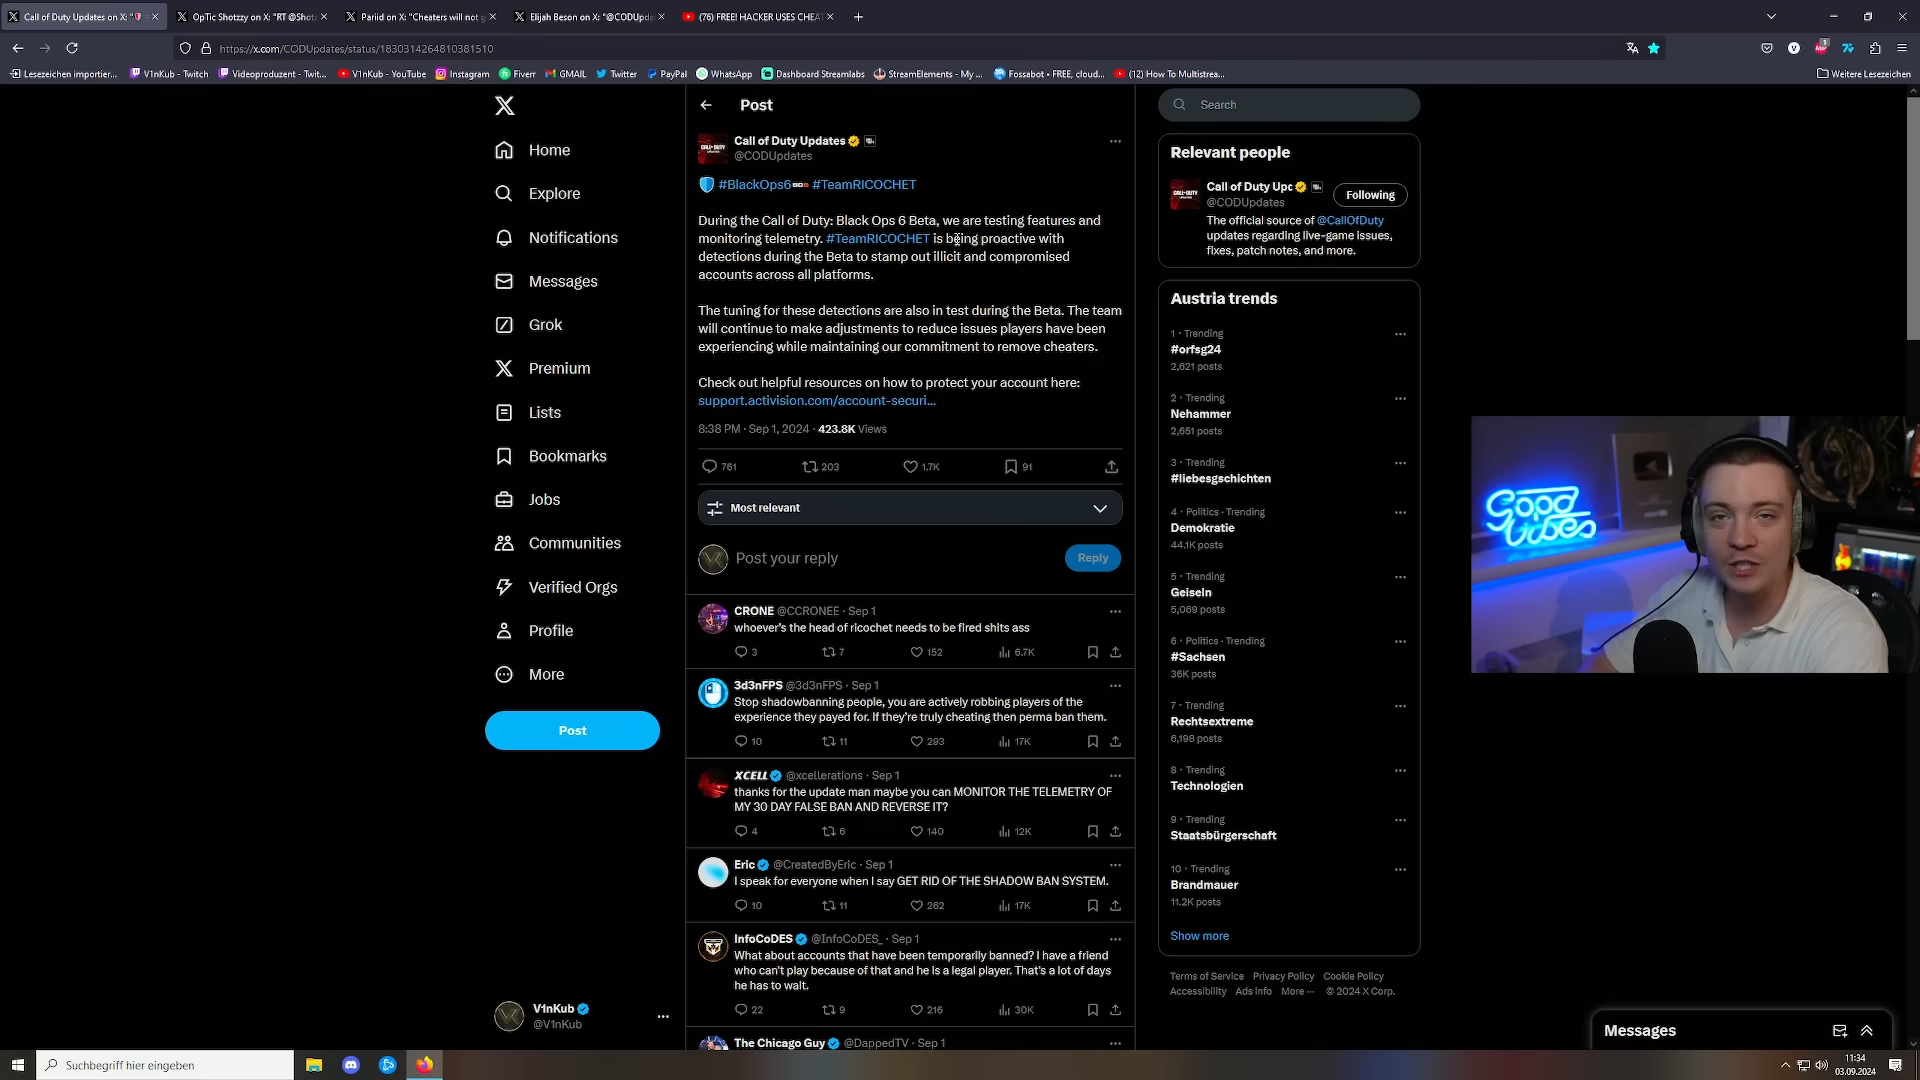 Call of Duty Updates on X: "
OpTic Shotzzy on X: "RT @Shot
Pariid on X: "Cheaters will not g
Elijah Beson on X: "@CODUpda
(76) FREE! HACKER USES CHEAT
https://x.com/CODUpdates/status/1830314264810381510
Lesezeichen importier...
V1nKub - Twitch
Videoproduzent - Twit...
V1nKub - YouTube
Instagram
Fiverr
GMAIL
Twitter
PayPal
WhatsApp
Dashboard Streamlabs
StreamElements - My ...
Fossabot • FREE, cloud...
(12) How To Multistrea...
Weitere Lesezeichen
Home
Explore
Notifications
Messages
Grok
Premium
Lists
Bookmarks
Jobs
Communities
Verified Orgs
Profile
More
Post
V1nKub
@V1nKub
Post
Call of Duty Updates
@CODUpdates
#BlackOps6 #TeamRICOCHET
During the Call of Duty: Black Ops 6 Beta, we are testing features and
monitoring telemetry. #TeamRICOCHET is being proactive with
detections during the Beta to stamp out illicit and compromised
accounts across all platforms.
The tuning for these detections are also in test during the Beta. The team
will continue to make adjustments to reduce issues players have been
experiencing while maintaining our commitment to remove cheaters.
Check out helpful resources on how to protect your account here:
support.activision.com/account-securi...
8:38 PM · Sep 1, 2024 · 423.8K Views
761 203 1.7K 91
Most relevant
Post your reply
Reply
CRONE @CCRONEE · Sep 1
whoever's the head of ricochet needs to be fired shits ass
3 7 152 6.7K
3d3nFPS @3d3nFPS · Sep 1
Stop shadowbanning people, you are actively robbing players of the
experience they payed for. If they're truly cheating then perma ban them.
10 11 293 17K
XCELL @xcellerations · Sep 1
thanks for the update man maybe you can MONITOR THE TELEMETRY OF
MY 30 DAY FALSE BAN AND REVERSE IT?
4 6 140 12K
Eric @CreatedByEric · Sep 1
I speak for everyone when I say GET RID OF THE SHADOW BAN SYSTEM.
10 11 262 17K
InfoCoDES @InfoCoDES_ · Sep 1
What about accounts that have been temporarily banned? I have a friend
who can't play because of that and he is a legal player. That's a lot of days
he has to wait.
22 9 216 30K
The Chicago Guy @DappedTV · Sep 1
Search
Relevant people
Call of Duty Upc
@CODUpdates
Following
The official source of @CallOfDuty
updates regarding live-game issues,
fixes, patch notes, and more.
Austria trends
1 · Trending
#orfsg24
2,621 posts
2 · Trending
Nehammer
2,651 posts
3 · Trending
#liebesgschichten
4 · Politics · Trending
Demokratie
44.1K posts
5 · Trending
Geiseln
5,069 posts
6 · Politics · Trending
#Sachsen
36K posts
7 · Trending
Rechtsextreme
6,198 posts
8 · Trending
Technologien
9 · Trending
Staatsbürgerschaft
10 · Trending
Brandmauer
11.2K posts
Show more
Terms of Service Privacy Policy Cookie Policy
Accessibility Ads info More ··· © 2024 X Corp.
Good
Vibes
Messages
Suchbegriff hier eingeben
11:34
03.09.2024